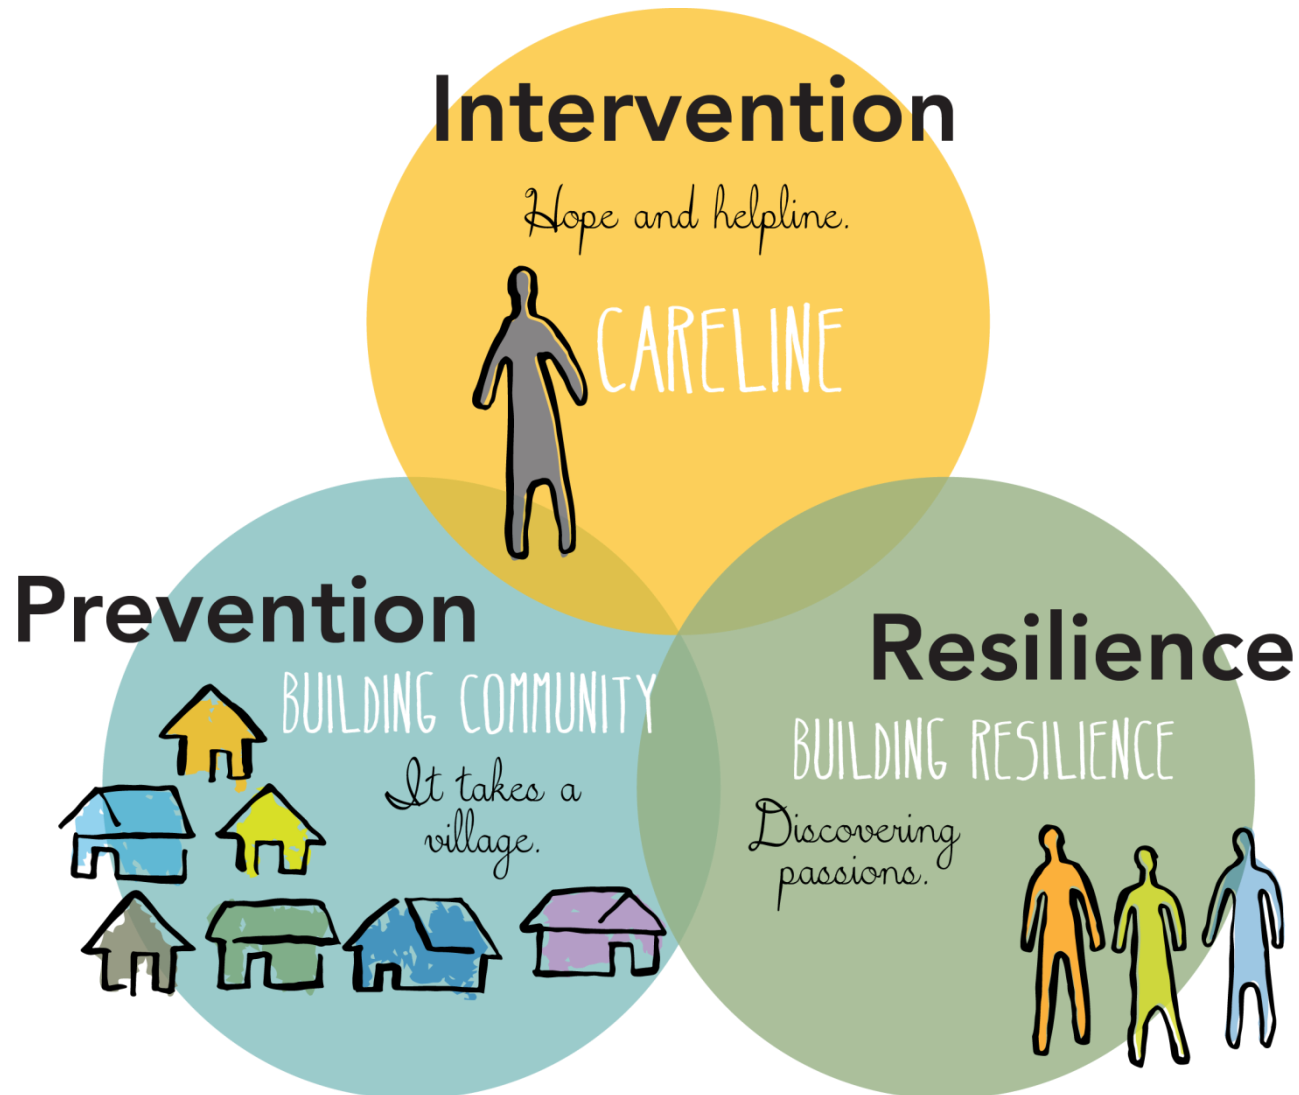 Intervention
Hope and helpline.
CARELINE
Prevention
BUILDING COMMUNITY
It takes a
village.
Resilience
BUILDING RESILIENCE
Discovering
passions.